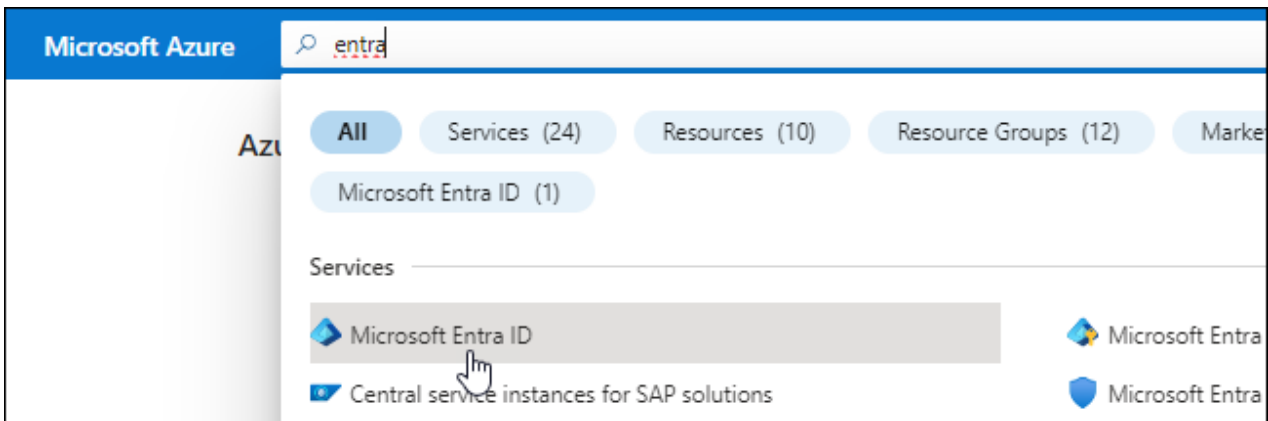 Microsoft Azure
entra
Azu
All Services (24) Resources (10) Resource Groups (12) Marke
Microsoft Entra ID (1)
Services
Microsoft Entra ID Microsoft Entra
Central service instances for SAP solutions Microsoft Entra